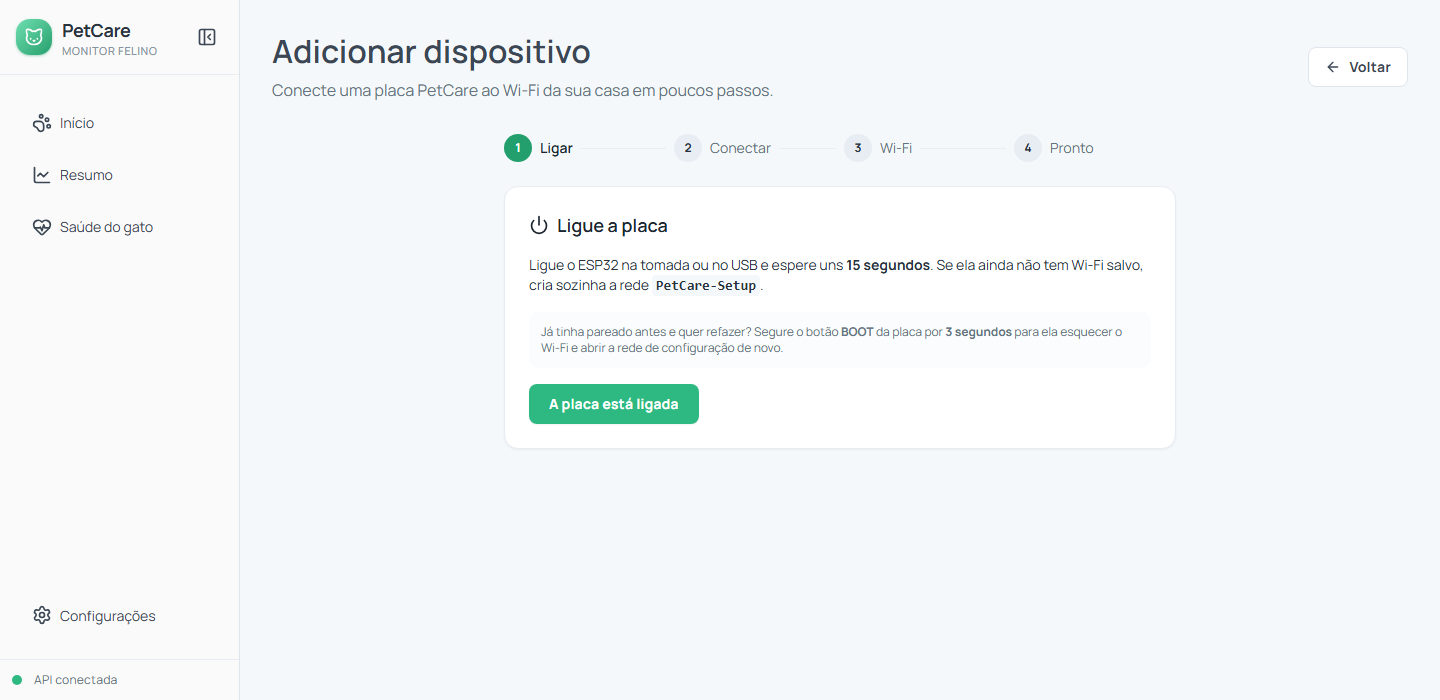 PetCare
MONITOR FELINO
Início
Resumo
Saúde do gato
Configurações
API conectada
Adicionar dispositivo
Conecte uma placa PetCare ao Wi-Fi da sua casa em poucos passos.
Voltar
1 Ligar 2 Conectar 3 Wi-Fi 4 Pronto
Ligue a placa
Ligue o ESP32 na tomada ou no USB e espere uns 15 segundos. Se ela ainda não tem Wi-Fi salvo,
cria sozinha a rede PetCare-Setup.
Já tinha pareado antes e quer refazer? Segure o botão BOOT da placa por 3 segundos para ela esquecer o
Wi-Fi e abrir a rede de configuração de novo.
A placa está ligada